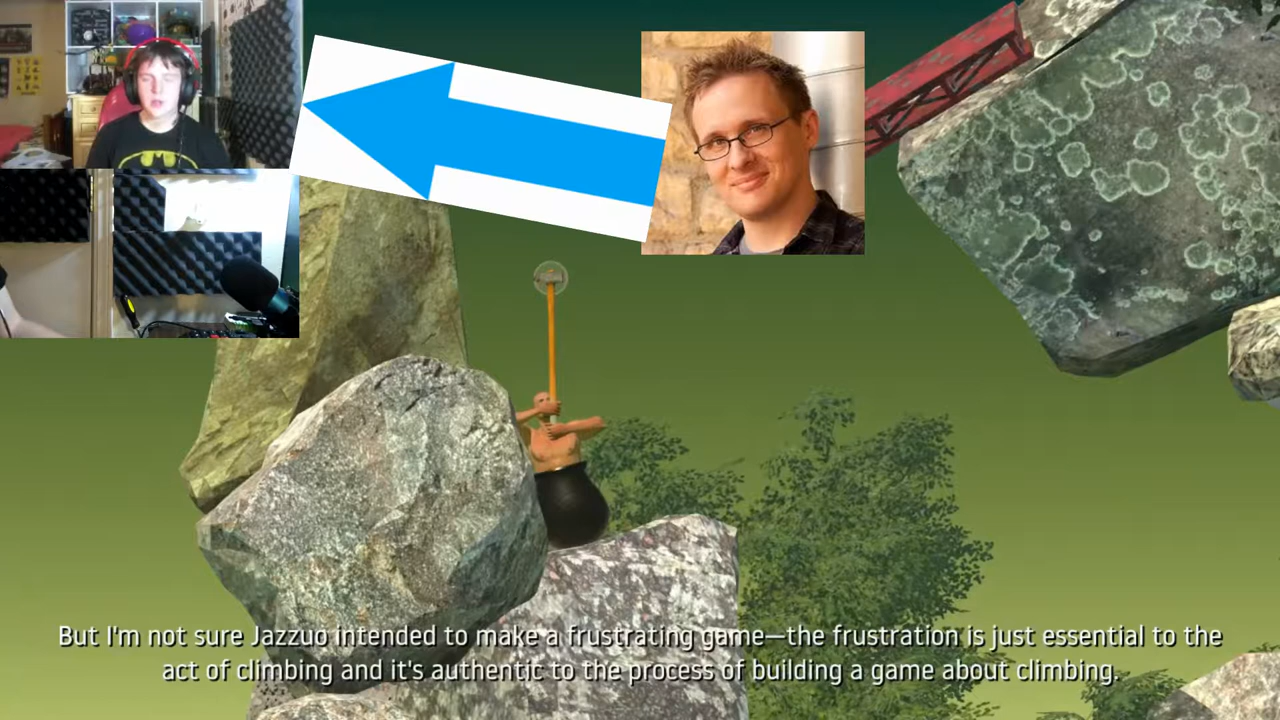 But I'm not sure Jazzuo intended to make a frustrating game—the frustration is just essential to the
act of climbing and it's authentic to the process of building a game about climbing.